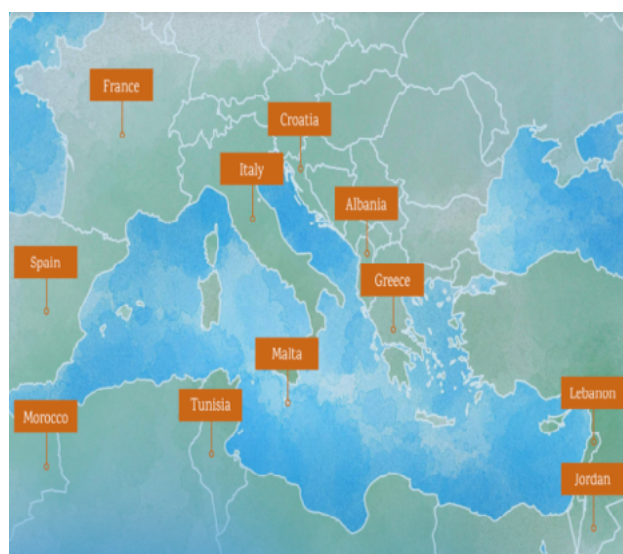 France
Croatia
Italy
Albania
Spain
Greece
Malta
Lebanon
Tunisia
Morocco
Jordan